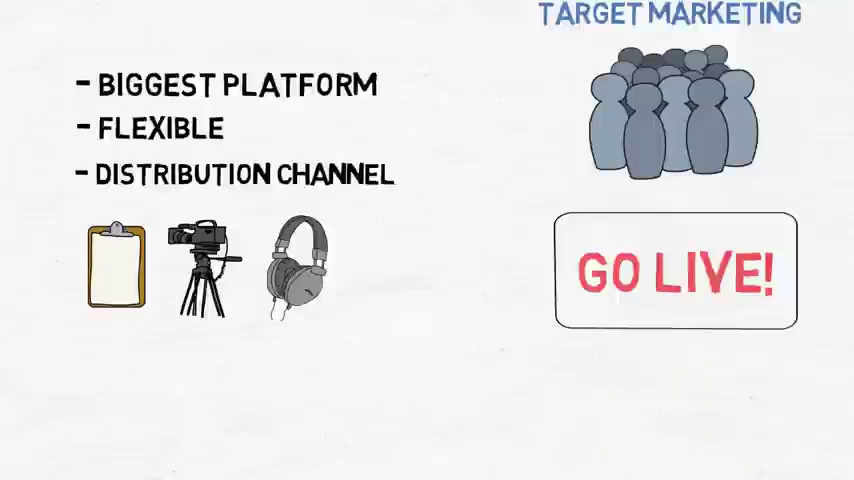 TARGET MARKETING
- BIGGEST PLATFORM
- FLEXIBLE
- DISTRIBUTION CHANNEL
GO LIVE!